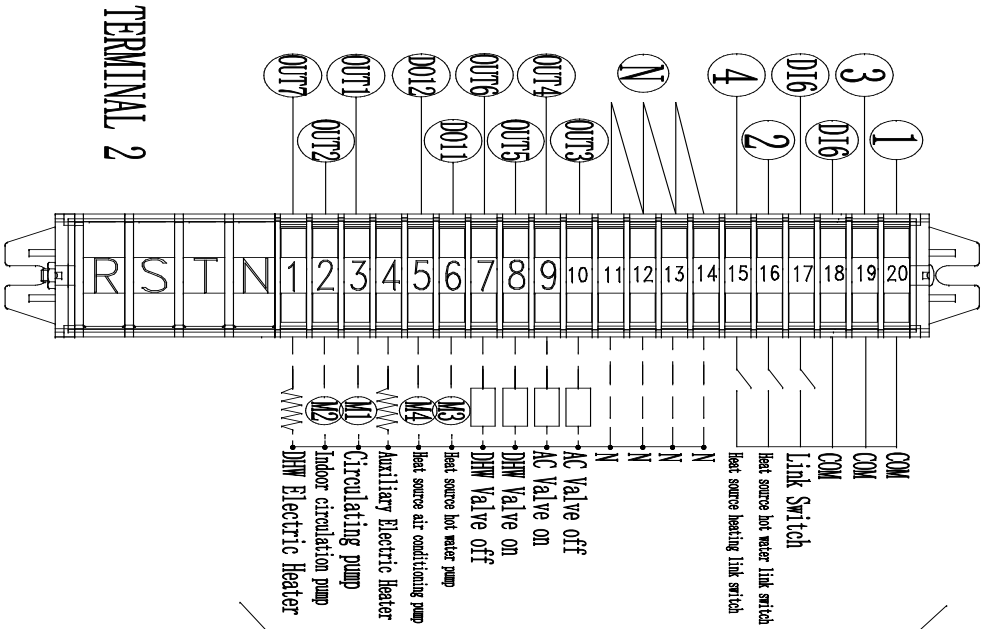 TERMINAL 2
OUT7
OUT1
DO12
OUT6
OUT4
N
4
DI6
3
OUT2
DO11
OUT5
OUT3
2
DI6
1
R S T N 1 2 3 4 5 6 7 8 9 10 11 12 13 14 15 16 17 18 19 20
M2
M1
M4
M3
DHW Electric Heater
Indoor circulation pump
Circulating pump
Auxiliary Electric Heater
Heat source air conditioning pump
Heat source hot water pump
DHW Valve off
DHW Valve on
AC Valve on
AC Valve off
N
N
N
N
Heat source heating link switch
Heat source hot water link switch
Link Switch
COM
COM
COM